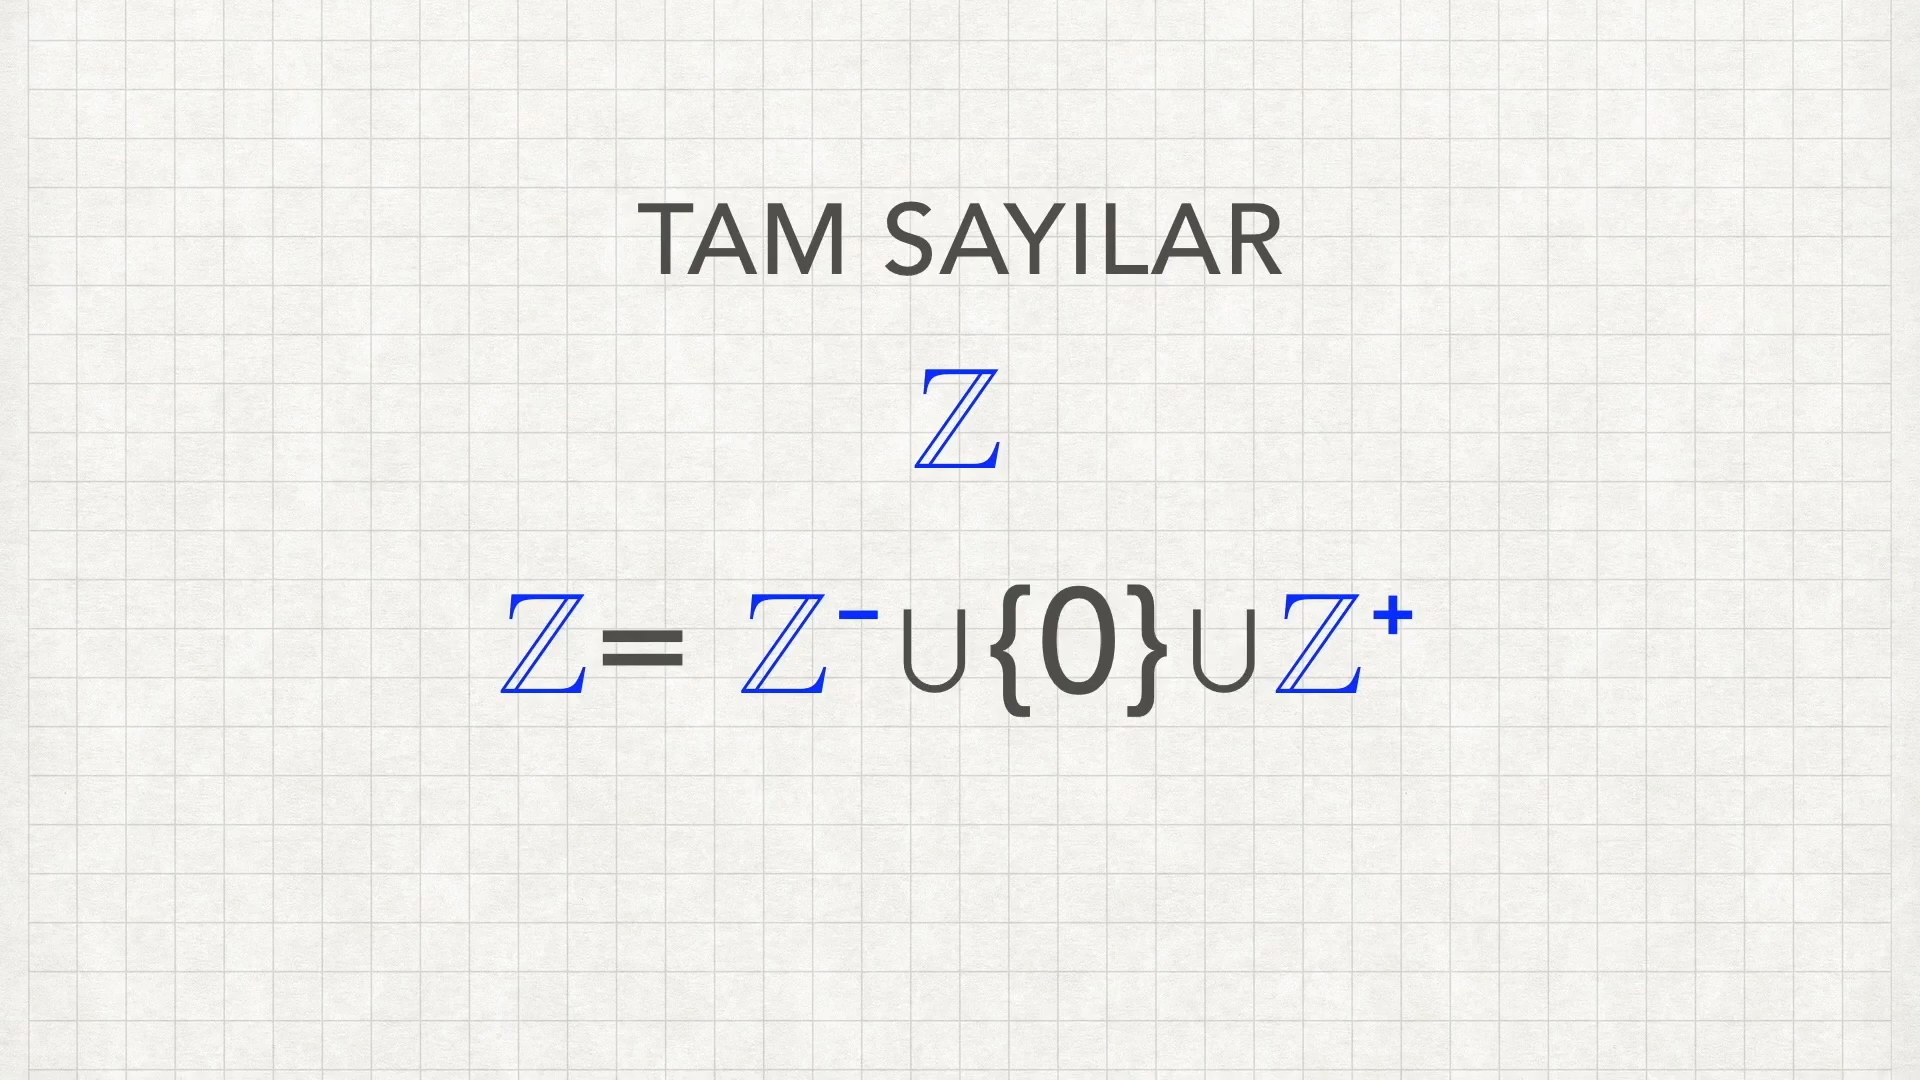 TAM SAYILAR
ℤ
ℤ= ℤ⁻∪{0}∪ℤ⁺